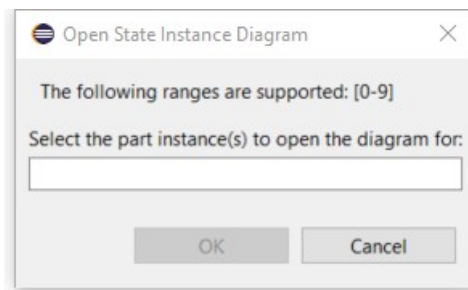 Open State Instance Diagram
The following ranges are supported: [0-9]
Select the part instance(s) to open the diagram for:
OK
Cancel